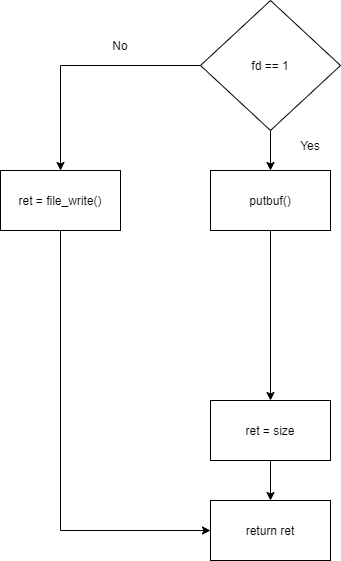 No
fd == 1
Yes
ret = file_write()
putbuf()
ret = size
return ret